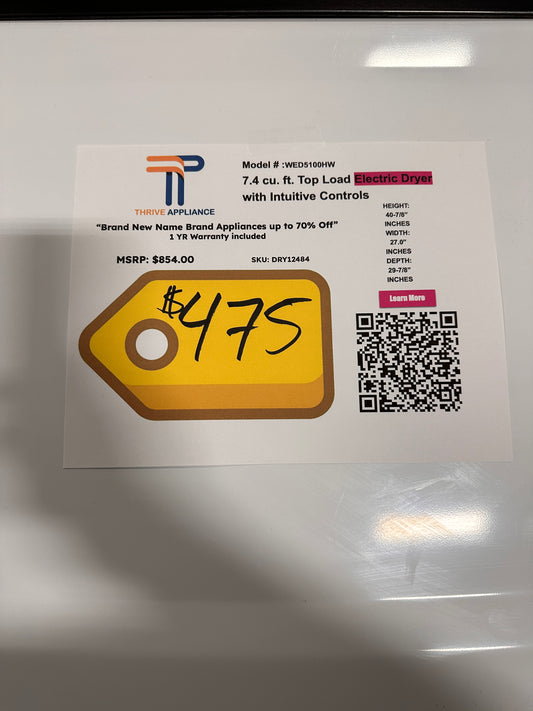 THRIVE APPLIANCE
Model # :WED5100HW
7.4 cu. ft. Top Load Electric Dryer
with Intuitive Controls
"Brand New Name Brand Appliances up to 70% Off"
1 YR Warranty included
MSRP: $854.00
SKU: DRY12484
HEIGHT:
40-7/8"
INCHES
WIDTH:
27.0"
INCHES
DEPTH:
29-7/8"
INCHES
Learn More
$475